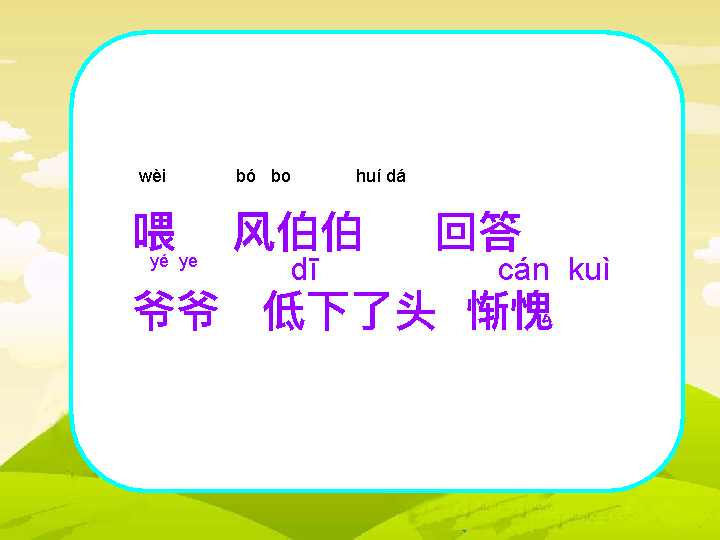 wèi bó bo huí dá
喂 风伯伯 回答
yé ye dī cán kuì
爷爷 低下了头 惭愧